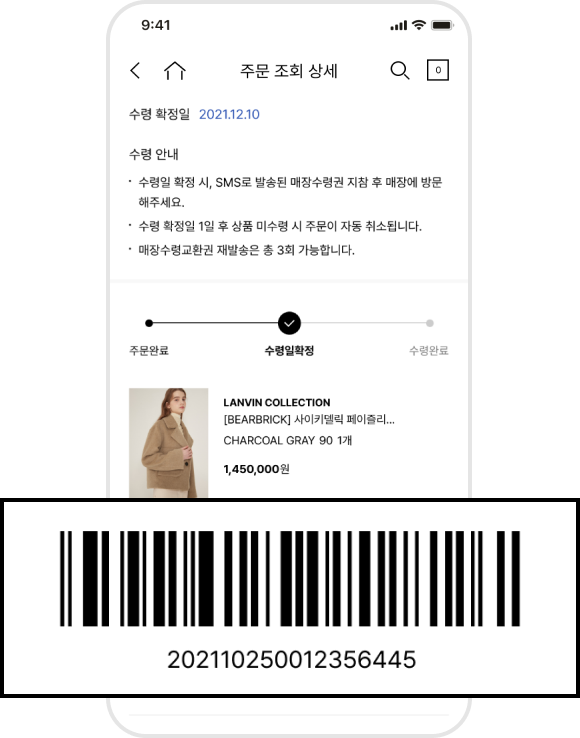 9:41
주문 조회 상세
0
수령 확정일 2021.12.10
수령 안내
· 수령일 확정 시, SMS로 발송된 매장수령권 지참 후 매장에 방문
해주세요.
· 수령 확정일 1일 후 상품 미수령 시 주문이 자동 취소됩니다.
· 매장수령교환권 재발송은 총 3회 가능합니다.
주문완료 수령일확정 수령완료
LANVIN COLLECTION
[BEARBRICK] 사이키델릭 페이즐리...
CHARCOAL GRAY 90 1개
1,450,000원
202110250012356445